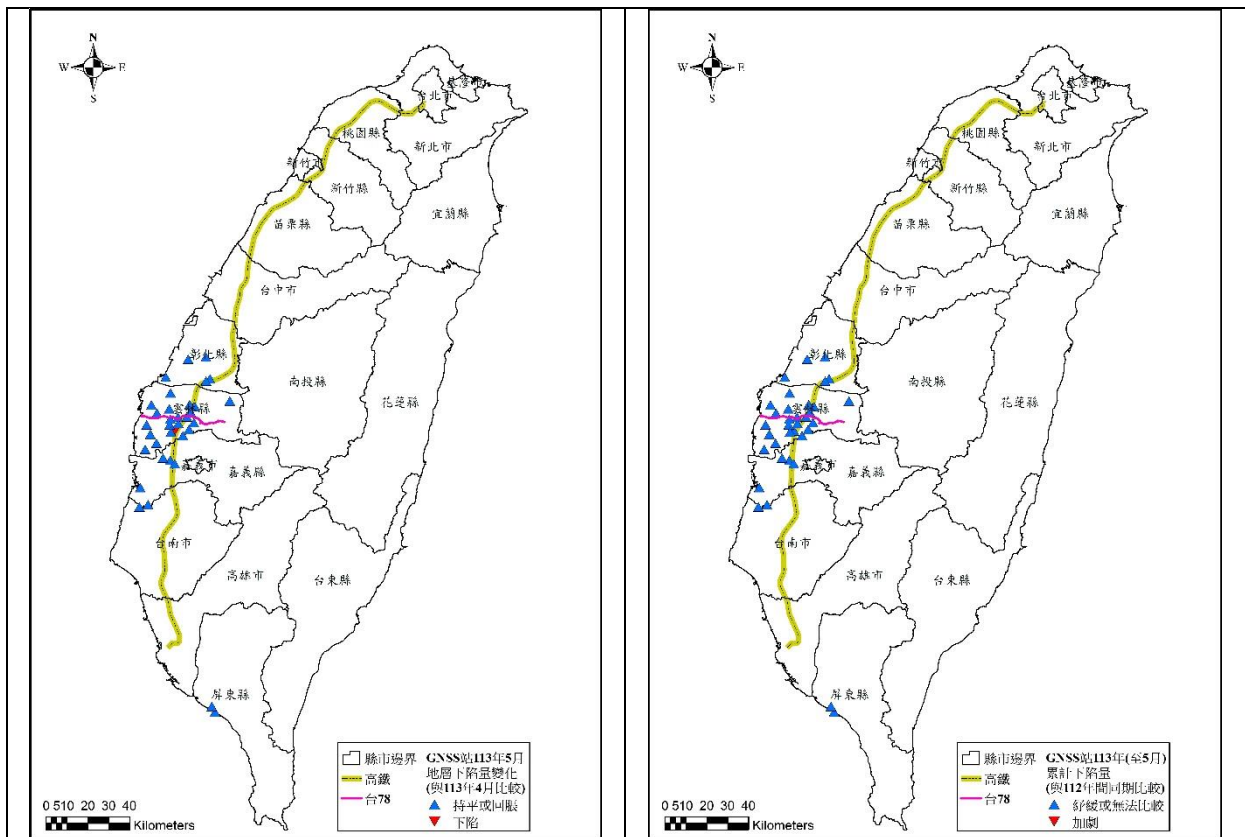 N
W E
S
基隆市
台北市
桃園縣
新北市
新竹市
新竹縣
宜蘭縣
苗栗縣
台中市
彰化縣
南投縣
花蓮縣
雲林縣
嘉義市
嘉義縣
台南市
高雄市
台東縣
屏東縣
縣市邊界
高鐵
台78
GNSS站113年5月
地層下陷量變化
(與113年4月比較)
持平或回脹
下陷
0 5 10 20 30 40
Kilometers
N
W E
S
基隆市
台北市
桃園縣
新北市
新竹市
新竹縣
宜蘭縣
苗栗縣
台中市
彰化縣
南投縣
花蓮縣
雲林縣
嘉義市
嘉義縣
台南市
高雄市
台東縣
屏東縣
縣市邊界
高鐵
台78
GNSS站113年(至5月)
累計下陷量
(與112年間同期比較)
紓緩或無法比較
加劇
0 5 10 20 30 40
Kilometers